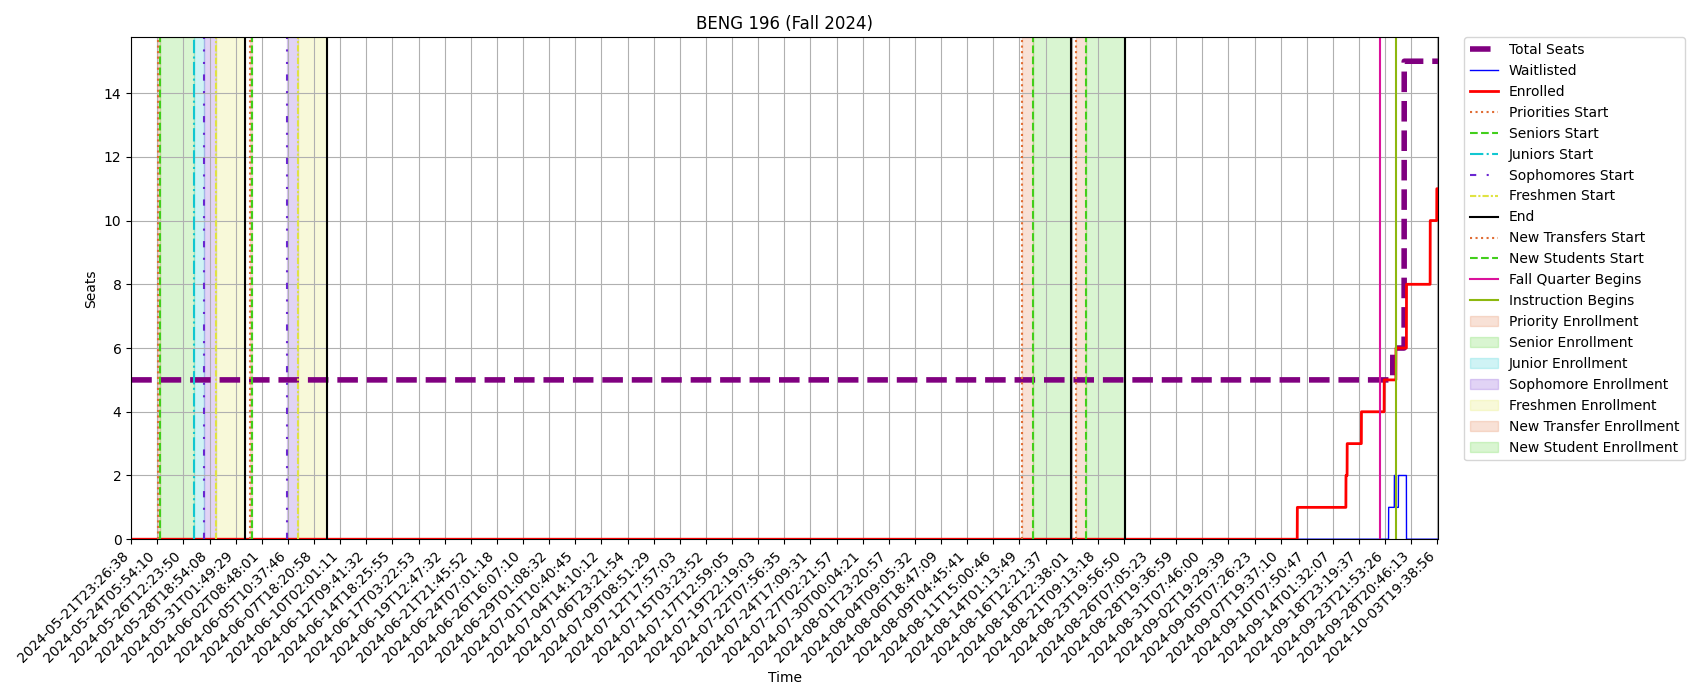 BENG 196 (Fall 2024)
Seats
14
12
10
8
6
4
2
0
2024-05-21T23:26:38
2024-05-24T05:54:10
2024-05-26T12:23:50
2024-05-28T18:54:08
2024-05-31T01:49:29
2024-06-02T08:48:01
2024-06-05T10:37:46
2024-06-07T18:20:58
2024-06-10T02:01:11
2024-06-12T09:41:32
2024-06-14T18:25:55
2024-06-17T03:22:53
2024-06-19T12:47:32
2024-06-21T21:45:52
2024-06-24T07:01:18
2024-06-26T16:07:10
2024-06-29T01:08:32
2024-07-01T10:40:45
2024-07-04T14:10:12
2024-07-06T23:21:54
2024-07-09T08:51:29
2024-07-12T17:57:03
2024-07-15T03:23:52
2024-07-17T12:59:05
2024-07-19T22:19:03
2024-07-22T07:56:35
2024-07-24T17:09:31
2024-07-27T02:21:57
2024-07-30T00:04:21
2024-08-01T23:20:57
2024-08-04T09:05:32
2024-08-06T18:47:09
2024-08-09T04:45:41
2024-08-11T15:00:46
2024-08-14T01:13:49
2024-08-16T12:21:37
2024-08-18T22:38:01
2024-08-21T09:13:18
2024-08-23T19:56:50
2024-08-26T07:05:23
2024-08-28T19:36:59
2024-08-31T07:46:00
2024-09-02T19:29:39
2024-09-05T07:26:23
2024-09-07T19:37:10
2024-09-10T07:50:47
2024-09-14T01:32:07
2024-09-18T23:19:37
2024-09-23T21:53:26
2024-09-28T20:46:13
2024-10-03T19:38:56
Time
Total Seats
Waitlisted
Enrolled
Priorities Start
Seniors Start
Juniors Start
Sophomores Start
Freshmen Start
End
New Transfers Start
New Students Start
Fall Quarter Begins
Instruction Begins
Priority Enrollment
Senior Enrollment
Junior Enrollment
Sophomore Enrollment
Freshmen Enrollment
New Transfer Enrollment
New Student Enrollment